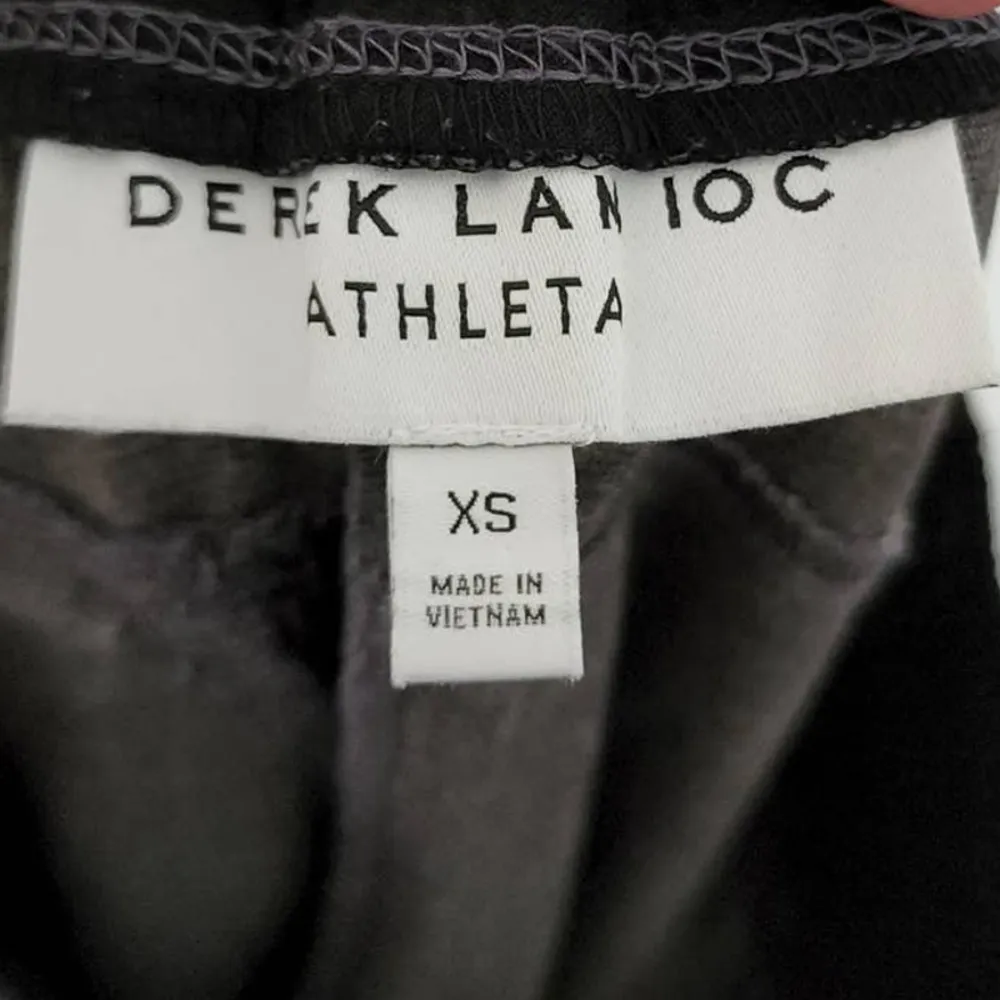 DEREK LAM 10C
ATHLETA
XS
MADE IN
VIETNAM